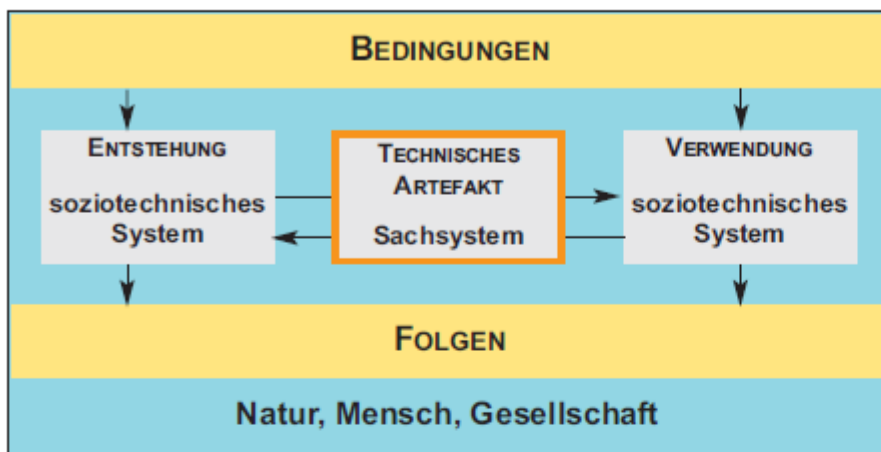 BEDINGUNGEN
ENTSTEHUNG
soziotechnisches
System
TECHNISCHES
ARTEFAKT
Sachsystem
VERWENDUNG
soziotechnisches
System
FOLGEN
Natur, Mensch, Gesellschaft